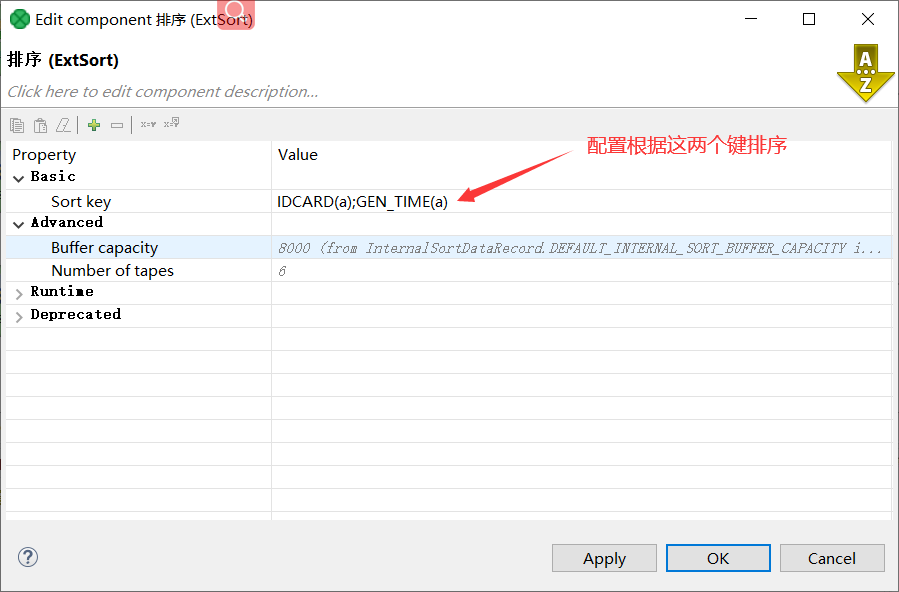 Edit component 排序 (ExtSort)
排序 (ExtSort)
Click here to edit component description...
A
Z
配置根据这两个键排序
Property Value
Basic
Sort key IDCARD(a);GEN_TIME(a)
Advanced
Buffer capacity 8000 (from InternalSortDataRecord.DEFAULT_INTERNAL_SORT_BUFFER_CAPACITY i...
Number of tapes 6
Runtime
Deprecated
Apply OK Cancel